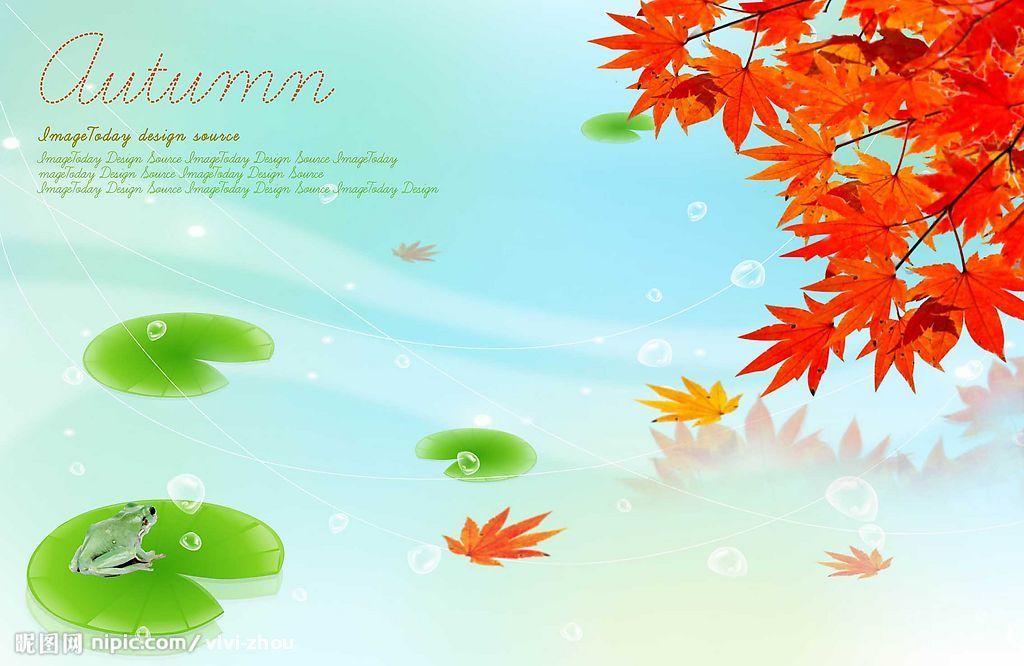 Autumn
ImageToday design source
ImageToday Design Source ImageToday Design Source ImageToday
mageToday Design Source ImageToday Design Source
ImageToday Design Source ImageToday Design Source ImageToday Design
昵图网 nipic.com/vivi-zhou